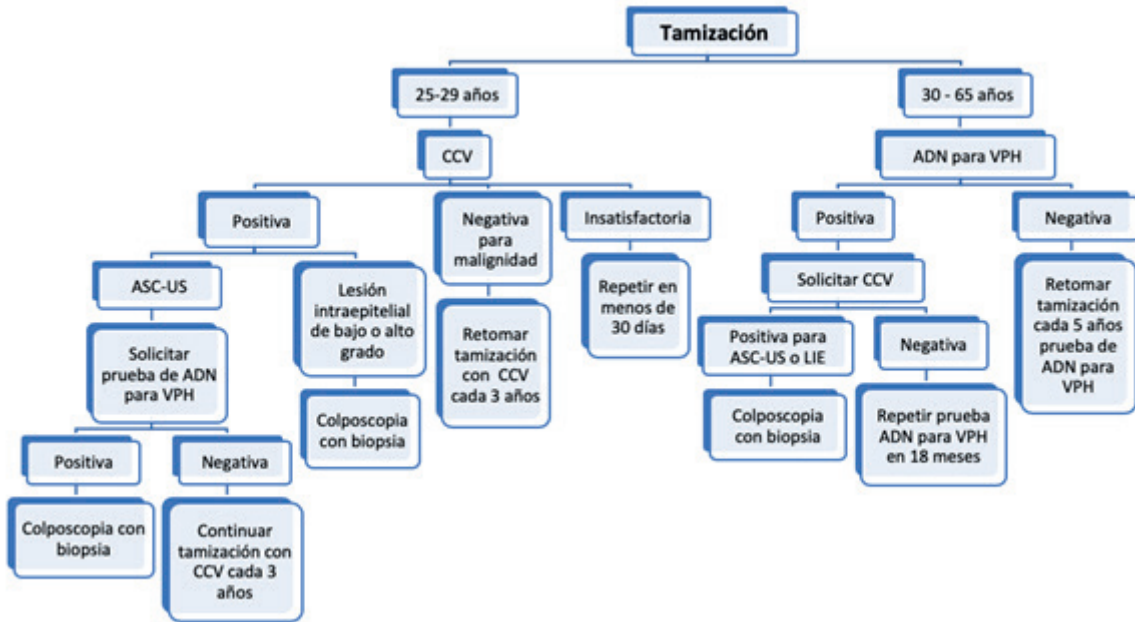 Tamización
25-29 años
30 - 65 años
CCV
ADN para VPH
Positiva
Negativa
para
malignidad
Insatisfactoria
Positiva
Negativa
ASC-US
Lesión
intraepitelial
de bajo o alto
grado
Retomar
tamización
con CCV
cada 3 años
Repetir en
menos de
30 días
Solicitar CCV
Retomar
tamización
cada 5 años
prueba de
ADN para
VPH
Solicitar
prueba de ADN
para VPH
Colposcopia
con biopsia
Positiva para
ASC-US o LIE
Negativa
Colposcopia
con biopsia
Repetir prueba
ADN para VPH
en 18 meses
Positiva
Negativa
Colposcopia con
biopsia
Continuar
tamización con
CCV cada 3
años